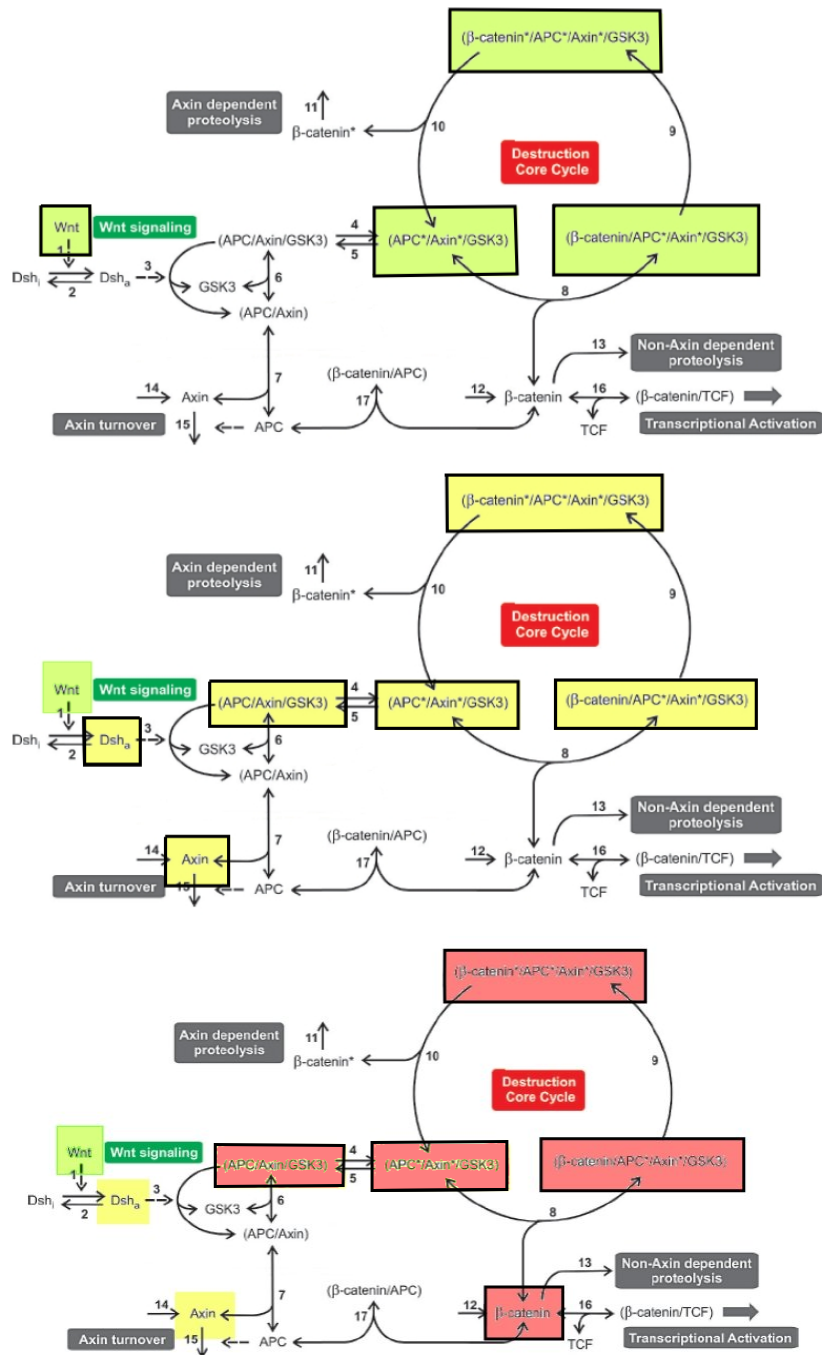 (β-catenin*/APC*/Axin*/GSK3)
Axin dependent
proteolysis
11
β-catenin*
10
9
Destruction
Core Cycle
Wnt
Wnt signaling
1
(APC/Axin/GSK3)
4
5
(APC*/Axin*/GSK3)
(β-catenin/APC*/Axin*/GSK3)
Dshi
2
Dsha
3
GSK3
6
8
(APC/Axin)
Non-Axin dependent
proteolysis
13
7
(β-catenin/APC)
14
Axin
12
β-catenin
16
(β-catenin/TCF)
Axin turnover
15
APC
17
TCF
Transcriptional Activation
(β-catenin*/APC*/Axin*/GSK3)
Axin dependent
proteolysis
11
β-catenin*
10
9
Destruction
Core Cycle
Wnt
Wnt signaling
1
(APC/Axin/GSK3)
4
5
(APC*/Axin*/GSK3)
(β-catenin/APC*/Axin*/GSK3)
Dshi
2
Dsha
3
GSK3
6
8
(APC/Axin)
Non-Axin dependent
proteolysis
13
7
(β-catenin/APC)
14
Axin
12
β-catenin
16
(β-catenin/TCF)
Axin turnover
15
APC
17
TCF
Transcriptional Activation
(β-catenin*/APC*/Axin*/GSK3)
Axin dependent
proteolysis
11
β-catenin*
10
9
Destruction
Core Cycle
Wnt
Wnt signaling
1
(APC/Axin/GSK3)
4
5
(APC*/Axin*/GSK3)
(β-catenin/APC*/Axin*/GSK3)
Dshi
2
Dsha
3
GSK3
6
8
(APC/Axin)
Non-Axin dependent
proteolysis
13
7
(β-catenin/APC)
14
Axin
12
β-catenin
16
(β-catenin/TCF)
Axin turnover
15
APC
17
TCF
Transcriptional Activation